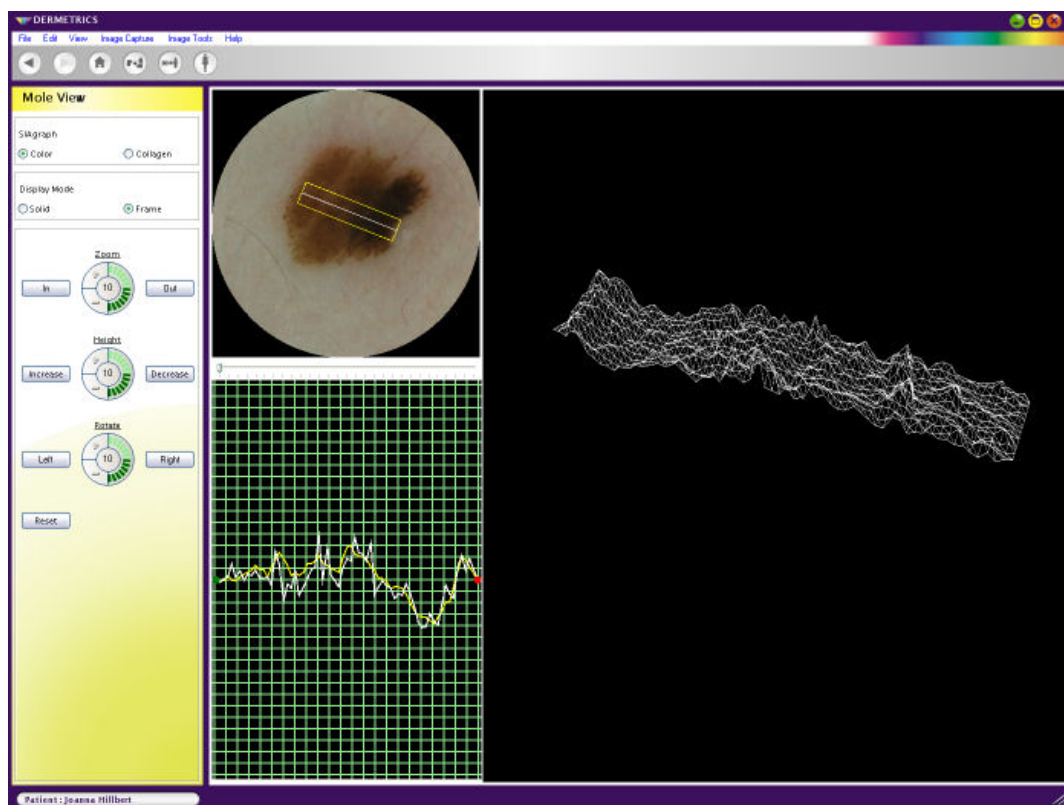 DERMETRICS
File Edit View Image Capture Image Tools Help
Mole View
SIAgraph
Color Collagen
Display Mode
Solid Frame
Zoom
In 10 Out
Height
Increase 10 Decrease
Rotate
Left 10 Right
Reset
Patient : Joanna Hillbert